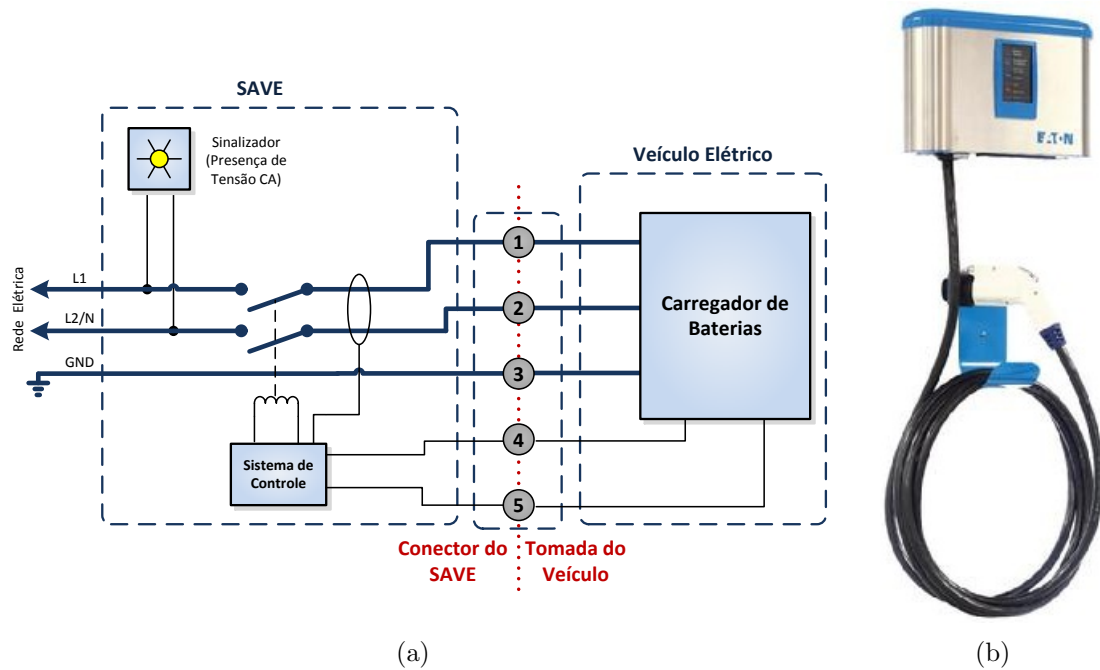 SAVE
Sinalizador
(Presença de
Tensão CA)
Veículo Elétrico
Rede Elétrica
L1
L2/N
GND
1
2
3
4
5
Carregador de
Baterias
Sistema de
Controle
Conector do
SAVE
Tomada do
Veículo
EATON
(a)
(b)